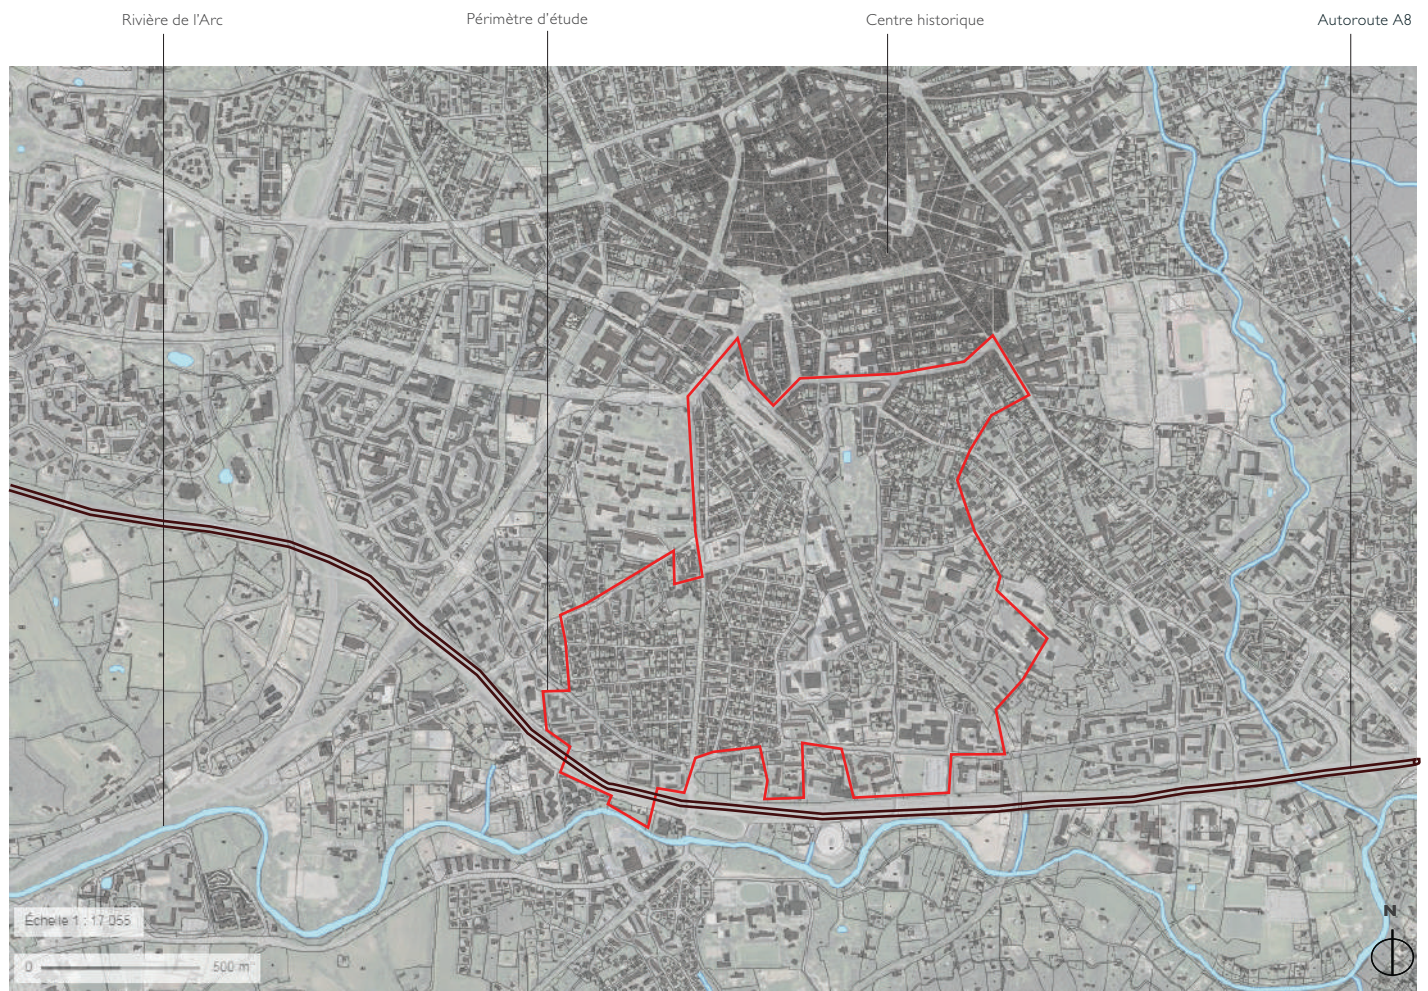 Rivière de l'Arc
Périmètre d'étude
Centre historique
Autoroute A8
Échelle 1 : 17 055
0 500 m
N